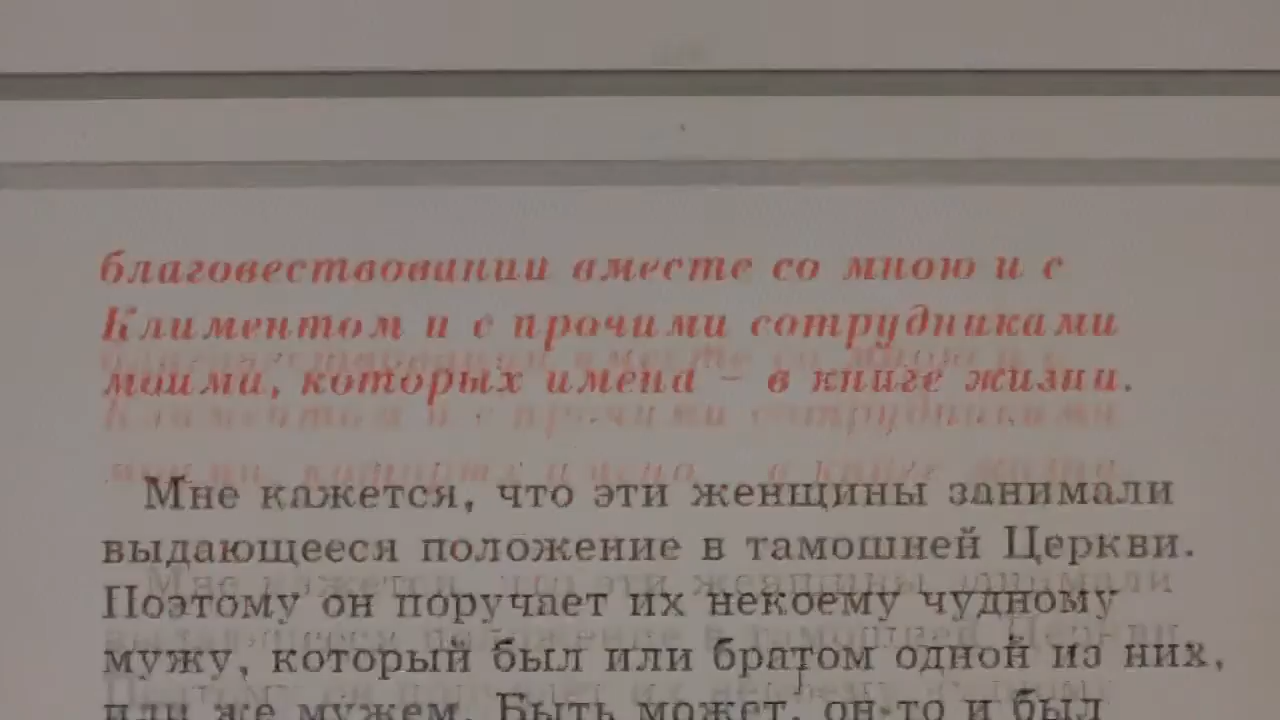 благовествовании вместе со мною и с
Климентом и с прочими сотрудниками
моими, которых имена – в книге жизни.
Мне кажется, что эти женщины занимали
выдающееся положение в тамошней Церкви.
Поэтому он поручает их некоему чудному
мужу, который был или братом одной из них,
или же мужем. Быть может, он-то и был